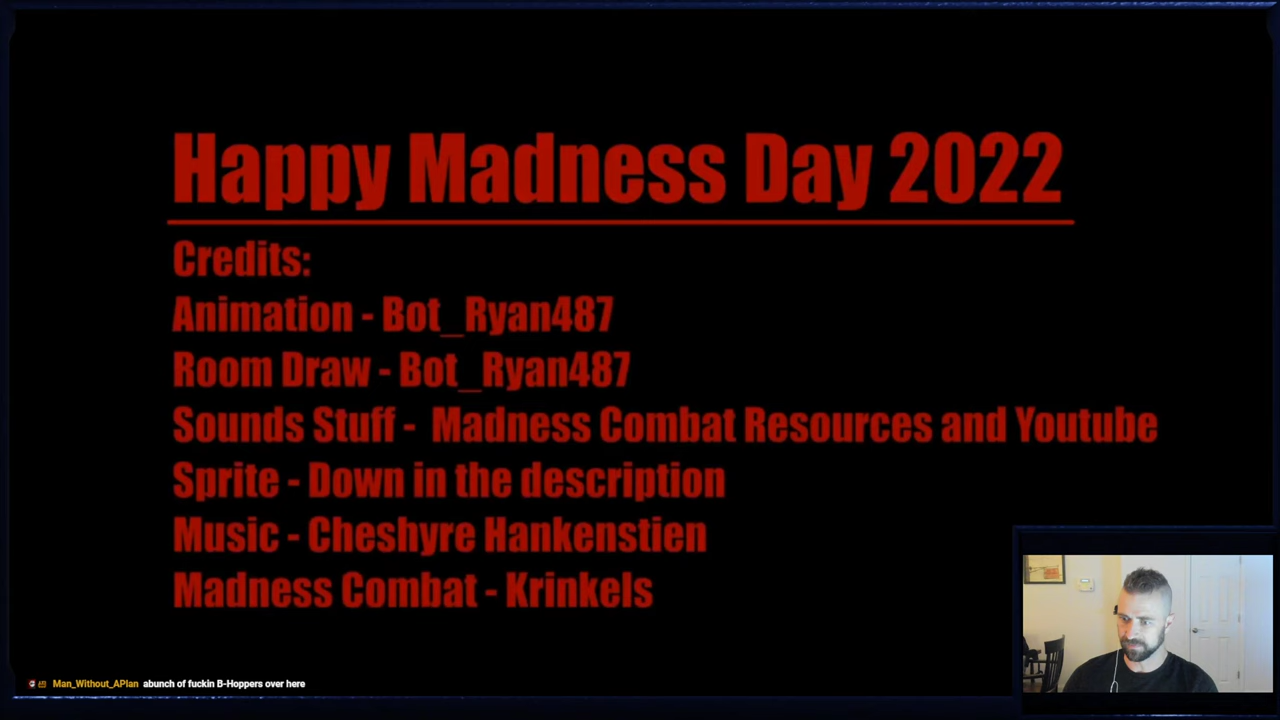 Happy Madness Day 2022
Credits:
Animation - Bot_Ryan487
Room Draw - Bot_Ryan487
Sounds Stuff - Madness Combat Resources and Youtube
Sprite - Down in the description
Music - Cheshyre Hankenstien
Madness Combat - Krinkels
Man_Without_APlan abunch of fuckin B-Hoppers over here